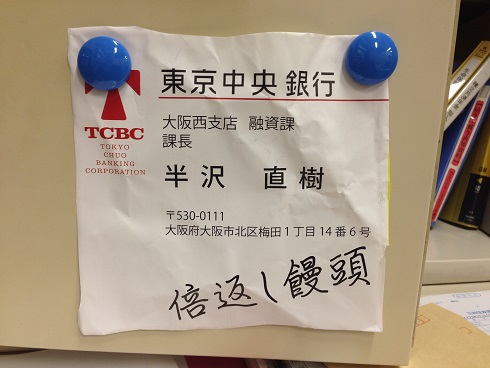 東京中央銀行
TCBC
TOKYO
CHUO
BANKING
CORPORATION
大阪西支店 融資課
課長
半沢 直樹
〒530-0111
大阪府大阪市北区梅田1丁目14番6号
倍返し饅頭